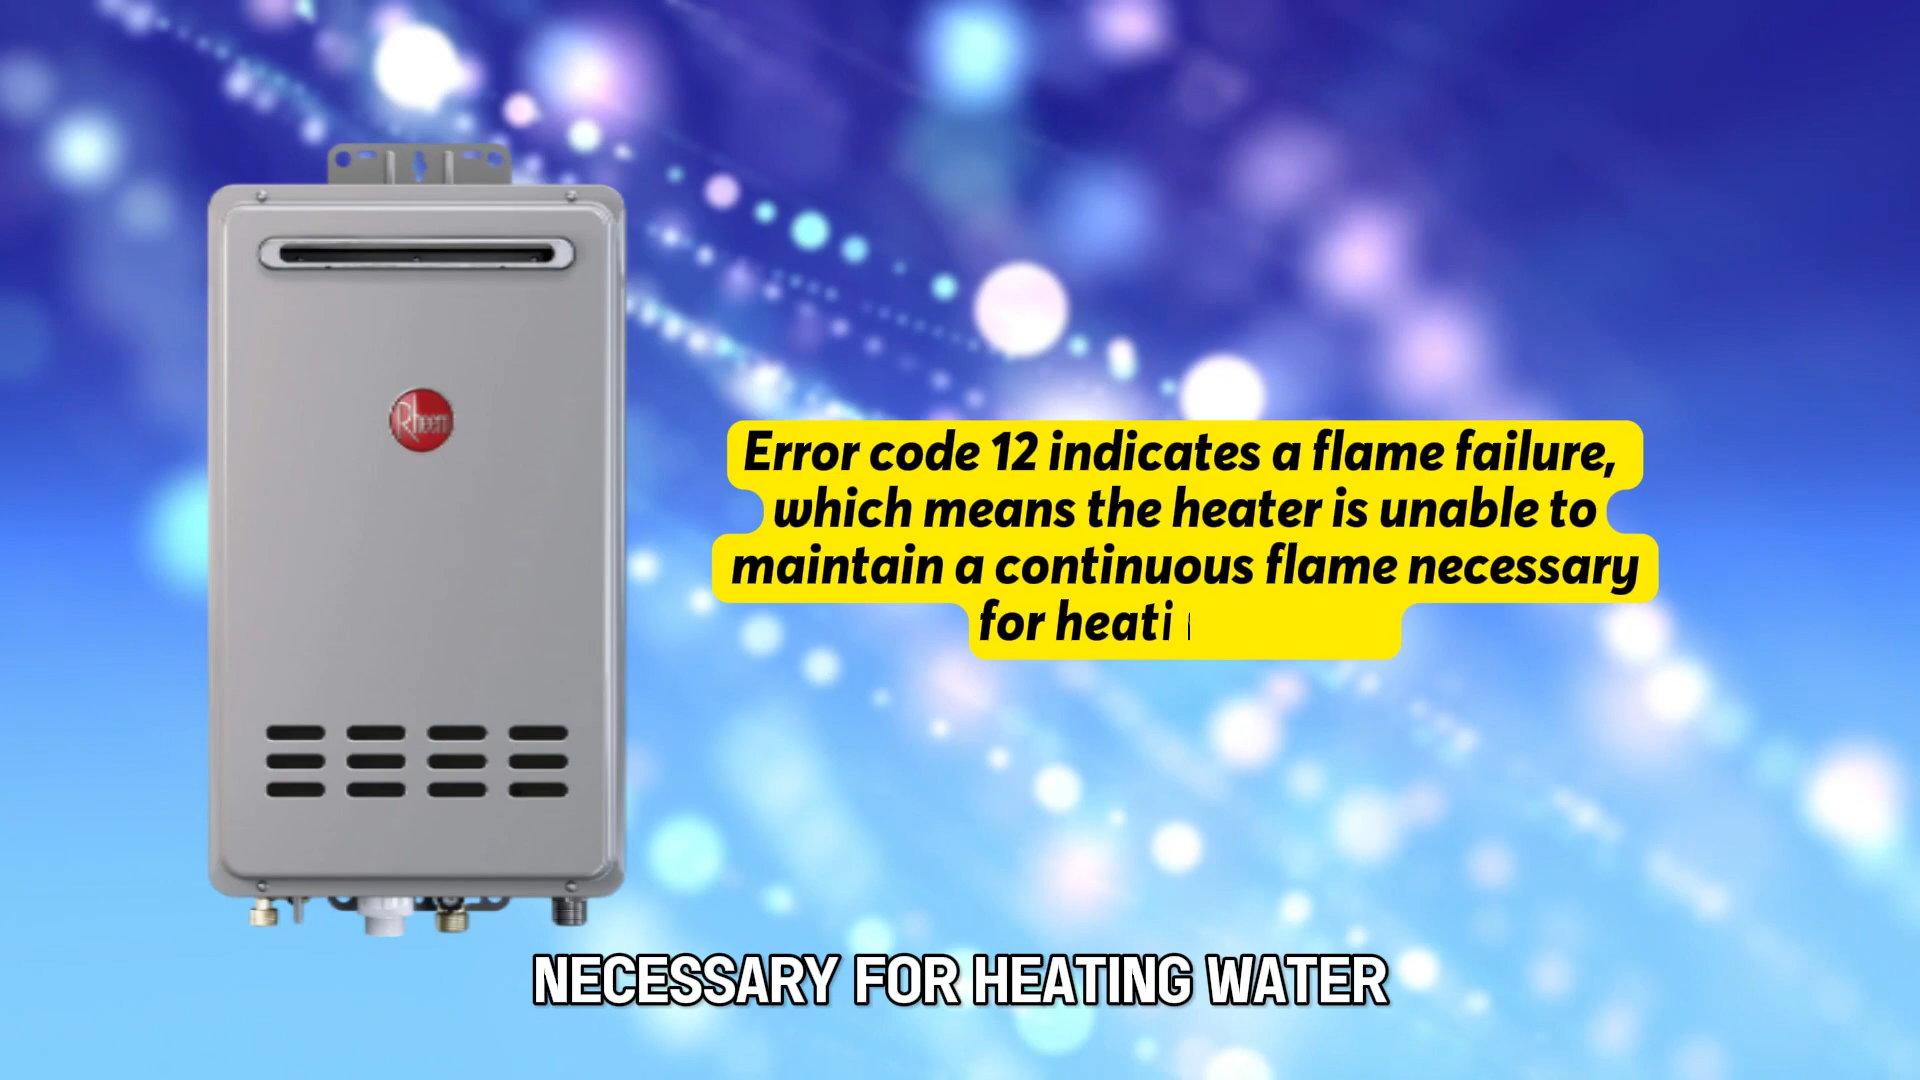 Rheem
Error code 12 indicates a flame failure,
which means the heater is unable to
maintain a continuous flame necessary
for heati
NECESSARY FOR HEATING WATER